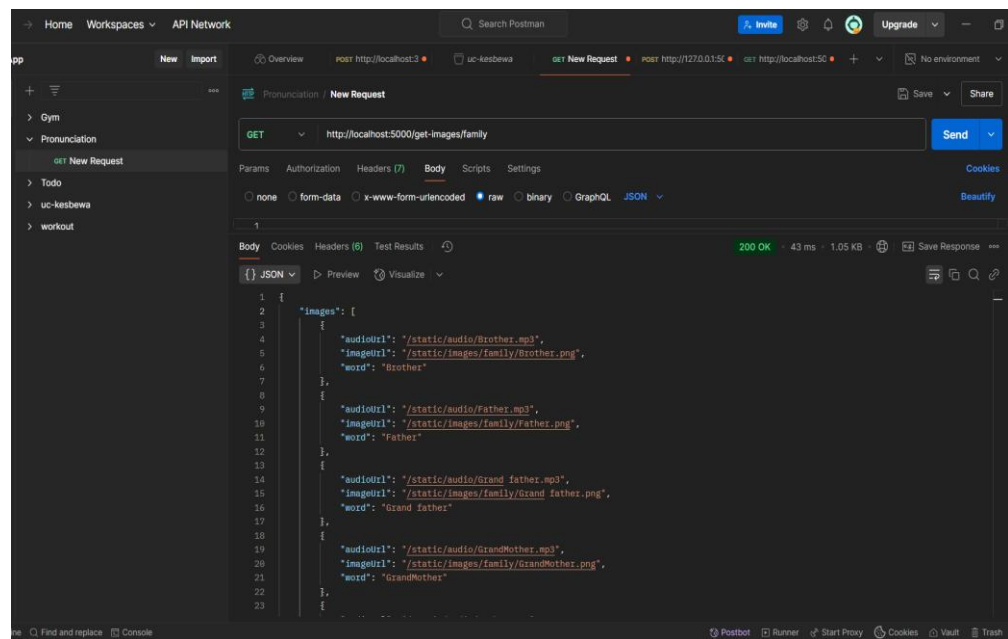 Home Workspaces API Network Search Postman Invite Upgrade
New Import Overview POST http://localhost:3 uc-kesbewa GET New Request POST http://127.0.0.1:5( GET http://localhost:5( No environment
HTTP Pronunciation / New Request Save Share
Gym
Pronunciation
GET New Request
Todo
uc-kesbewa
workout
GET http://localhost:5000/get-images/family Send
Params Authorization Headers (7) Body Scripts Settings Cookies
none form-data x-www-form-urlencoded raw binary GraphQL JSON Beautify
1
Body Cookies Headers (6) Test Results 200 OK 43 ms 1.05 KB Save Response
{} JSON Preview Visualize
1 {
2 "images": [
3 {
4 "audioUrl": "/static/audio/Brother.mp3",
5 "imageUrl": "/static/images/family/Brother.png",
6 "word": "Brother"
7 },
8 {
9 "audioUrl": "/static/audio/Father.mp3",
10 "imageUrl": "/static/images/family/Father.png",
11 "word": "Father"
12 },
13 {
14 "audioUrl": "/static/audio/Grand father.mp3",
15 "imageUrl": "/static/images/family/Grand father.png",
16 "word": "Grand father"
17 },
18 {
19 "audioUrl": "/static/audio/GrandMother.mp3",
20 "imageUrl": "/static/images/family/GrandMother.png",
21 "word": "GrandMother"
22 },
23 {
Find and replace Console Postbot Runner Start Proxy Cookies Vault Trash